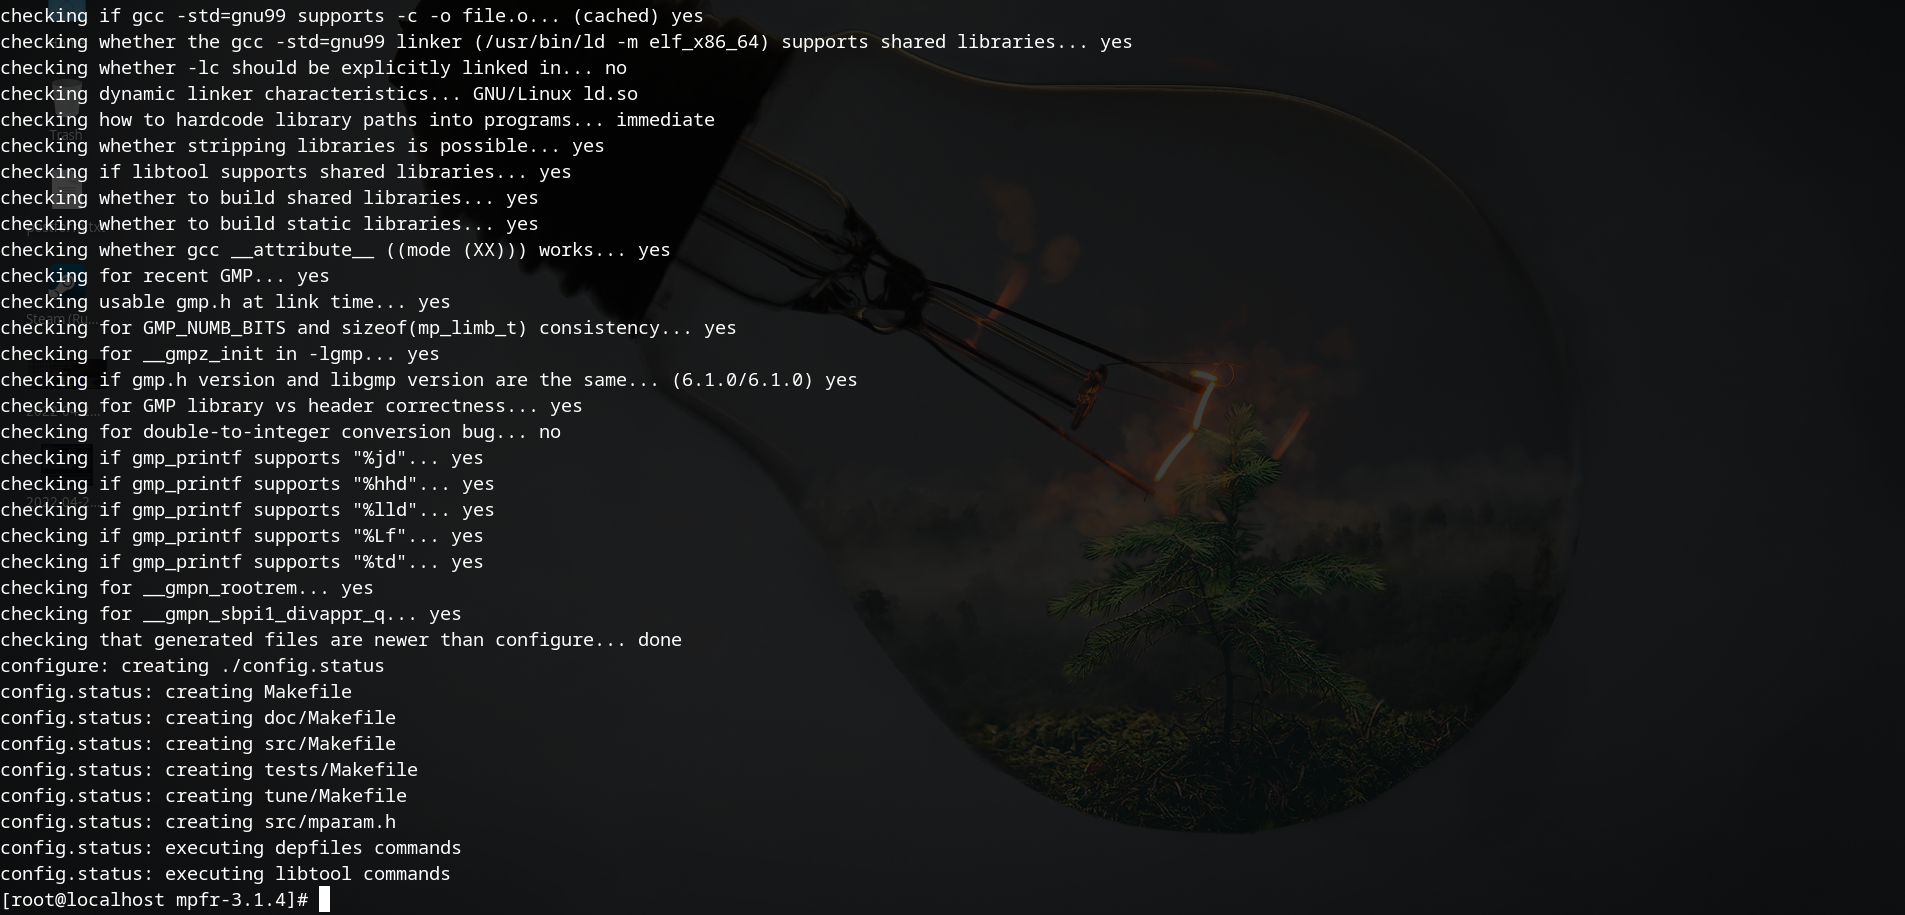 checking if gcc -std=gnu99 supports -c -o file.o... (cached) yes
checking whether the gcc -std=gnu99 linker (/usr/bin/ld -m elf_x86_64) supports shared libraries... yes
checking whether -lc should be explicitly linked in... no
checking dynamic linker characteristics... GNU/Linux ld.so
checking how to hardcode library paths into programs... immediate
Trash
checking whether stripping libraries is possible... yes
checking if libtool supports shared libraries... yes
checking whether to build shared libraries... yes
checking whether to build static libraries... yes
checking whether gcc __attribute__ ((mode (XX))) works... yes
checking for recent GMP... yes
checking usable gmp.h at link time... yes
Steam (Ru...
checking for GMP_NUMB_BITS and sizeof(mp_limb_t) consistency... yes
checking for __gmpz_init in -lgmp... yes
checking if gmp.h version and libgmp version are the same... (6.1.0/6.1.0) yes
checking for GMP library vs header correctness... yes
checking for double-to-integer conversion bug... no
checking if gmp_printf supports "%jd"... yes
checking if gmp_printf supports "%hhd"... yes
2022-04-2...
checking if gmp_printf supports "%lld"... yes
checking if gmp_printf supports "%Lf"... yes
checking if gmp_printf supports "%td"... yes
checking for __gmpn_rootrem... yes
checking for __gmpn_sbpi1_divappr_q... yes
checking that generated files are newer than configure... done
configure: creating ./config.status
config.status: creating Makefile
config.status: creating doc/Makefile
config.status: creating src/Makefile
config.status: creating tests/Makefile
config.status: creating tune/Makefile
config.status: creating src/mparam.h
config.status: executing depfiles commands
config.status: executing libtool commands
[root@localhost mpfr-3.1.4]#